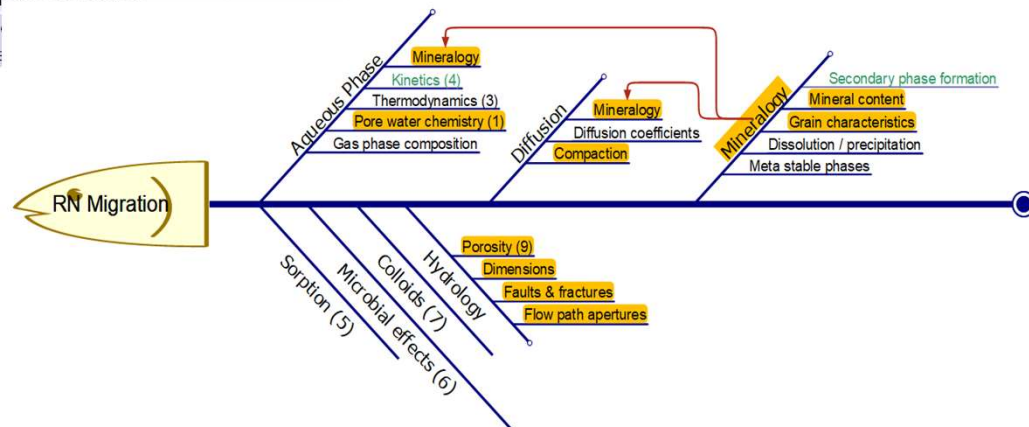 RN Migration
Aqueous Phase
Mineralogy
Kinetics (4)
Thermodynamics (3)
Pore water chemistry (1)
Gas phase composition
Diffusion
Mineralogy
Diffusion coefficients
Compaction
Mineralogy
Secondary phase formation
Mineral content
Grain characteristics
Dissolution / precipitation
Meta stable phases
Sorption (5)
Microbial effects (6)
Colloids (7)
Hydrology
Porosity (9)
Dimensions
Faults & fractures
Flow path apertures